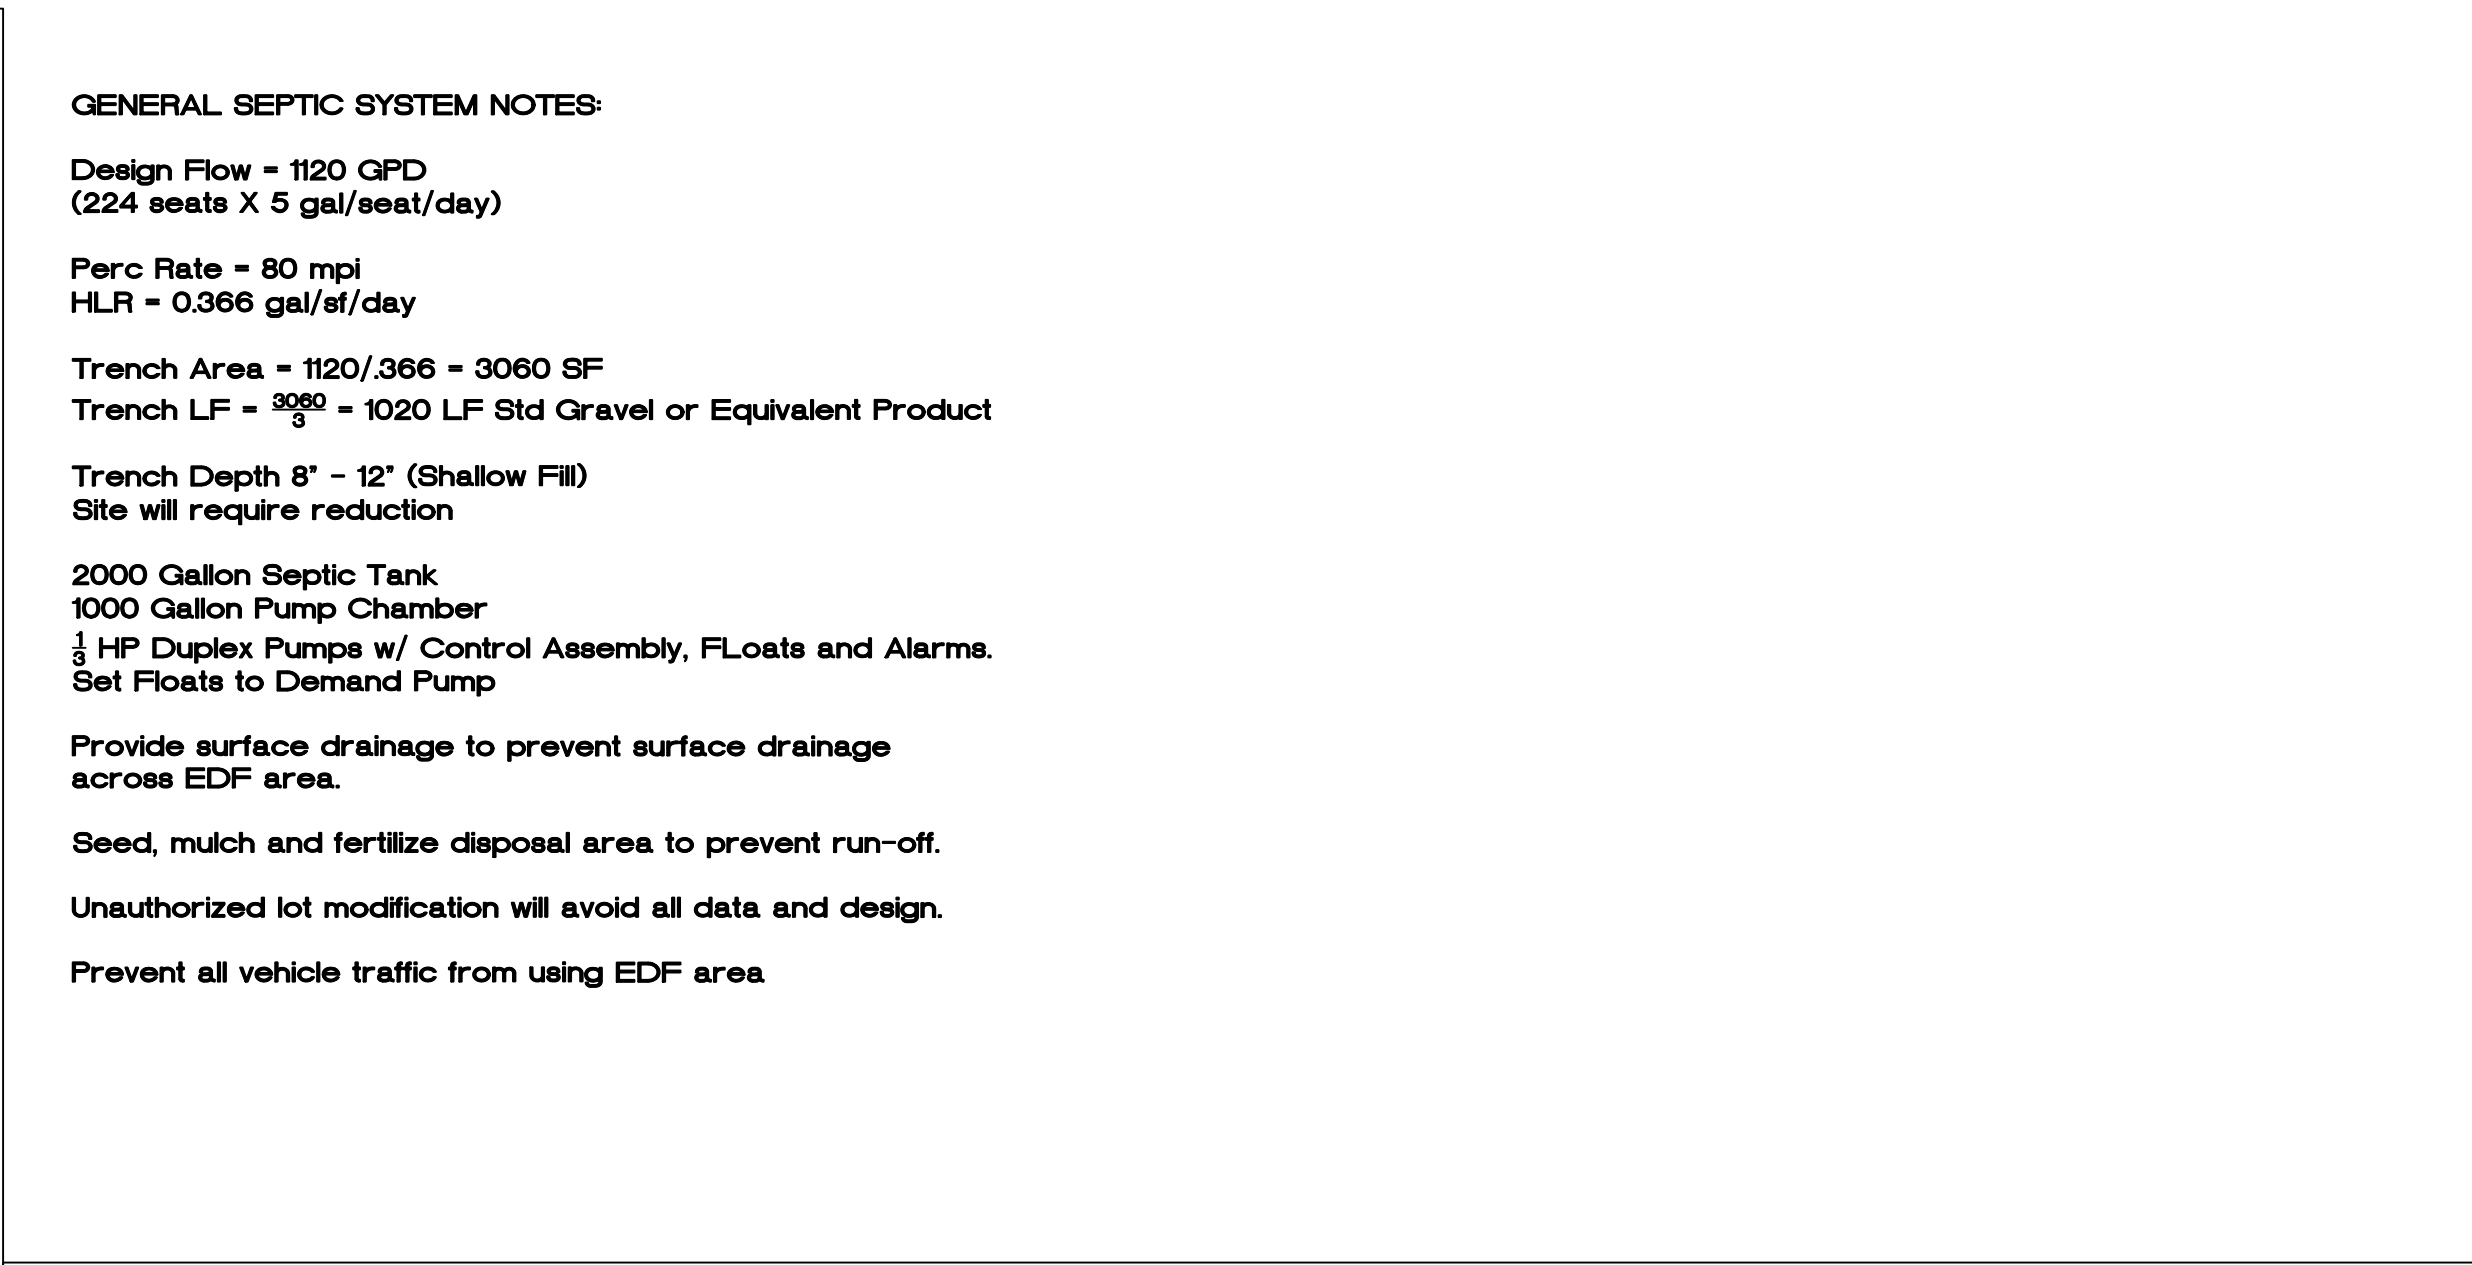 GENERAL SEPTIC SYSTEM NOTES:
Design Flow = 1120 GPD
(224 seats X 5 gal/seat/day)
Perc Rate = 80 mpi
HLR = 0.366 gal/sf/day
Trench Area = 1120/.366 = 3060 SF
Trench LF = 3060/3 = 1020 LF Std Gravel or Equivalent Product
Trench Depth 8" - 12" (Shallow Fill)
Site will require reduction
2000 Gallon Septic Tank
1000 Gallon Pump Chamber
1/3 HP Duplex Pumps w/ Control Assembly, FLoats and Alarms.
Set Floats to Demand Pump
Provide surface drainage to prevent surface drainage
across EDF area.
Seed, mulch and fertilize disposal area to prevent run-off.
Unauthorized lot modification will avoid all data and design.
Prevent all vehicle traffic from using EDF area